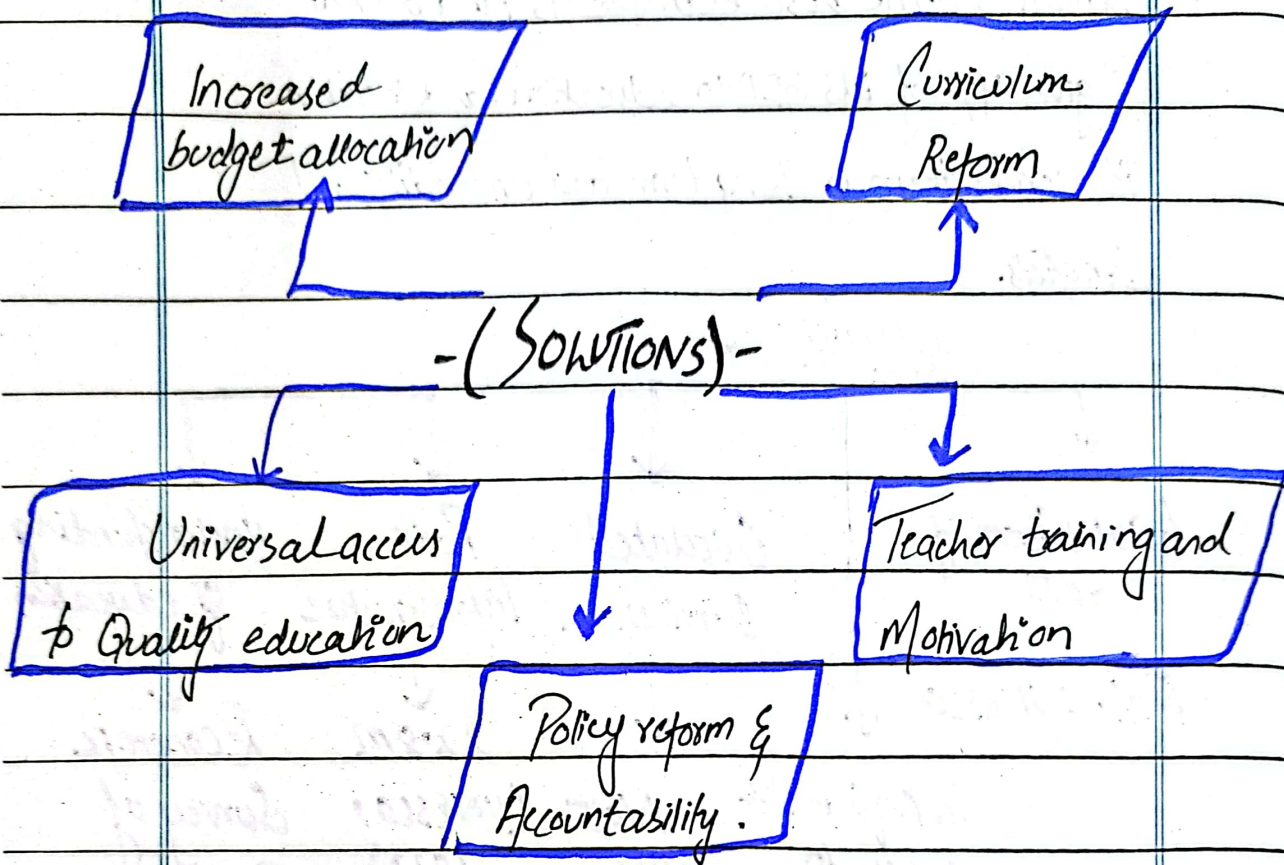 Increased
budget allocation
Curriculum
Reform
-(SOLUTIONS)-
Universal access
to Quality education
Teacher training and
Motivation
Policy reform &
Accountability.